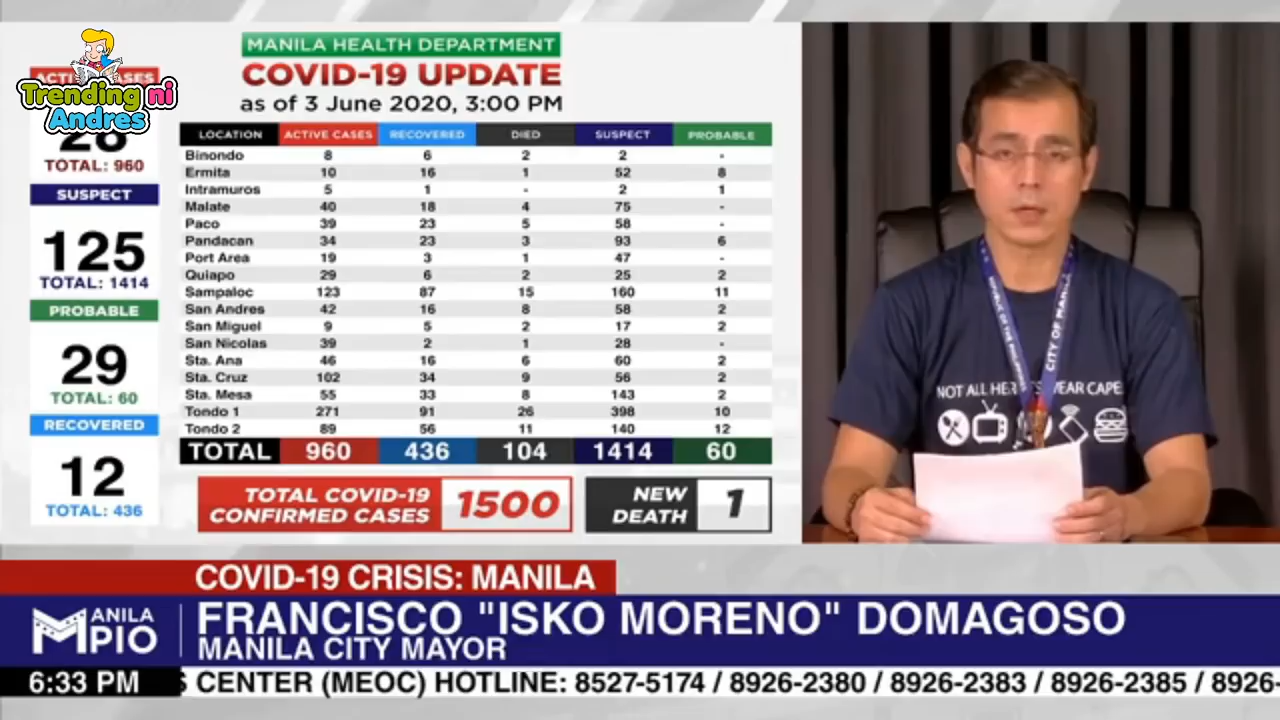 ACTIVE CASES
Trending ni
Andres
28
TOTAL: 960
SUSPECT
125
TOTAL: 1414
PROBABLE
29
TOTAL: 60
RECOVERED
12
TOTAL: 436
MANILA HEALTH DEPARTMENT
COVID-19 UPDATE
as of 3 June 2020, 3:00 PM
LOCATION ACTIVE CASES RECOVERED DIED SUSPECT PROBABLE
Binondo 8 6 2 2 -
Ermita 10 16 1 52 8
Intramuros 5 1 - 2 1
Malate 40 18 4 75 -
Paco 39 23 5 58 -
Pandacan 34 23 3 93 6
Port Area 19 3 1 47 -
Quiapo 29 6 2 25 2
Sampaloc 123 87 15 160 11
San Andres 42 16 8 58 2
San Miguel 9 5 2 17 2
San Nicolas 39 2 1 28 -
Sta. Ana 46 16 6 60 2
Sta. Cruz 102 34 9 56 2
Sta. Mesa 55 33 8 143 2
Tondo 1 271 91 26 398 10
Tondo 2 89 56 11 140 12
TOTAL 960 436 104 1414 60
TOTAL COVID-19
CONFIRMED CASES 1500
NEW
DEATH 1
REPUBLIC OF THE
CITY OF MANILA
NOT ALL WEAR CAPE
COVID-19 CRISIS: MANILA
MANILA
PIO
FRANCISCO "ISKO MORENO" DOMAGOSO
MANILA CITY MAYOR
6:33 PM
CENTER (MEOC) HOTLINE: 8527-5174 / 8926-2380 / 8926-2383 / 8926-2385 / 8926-